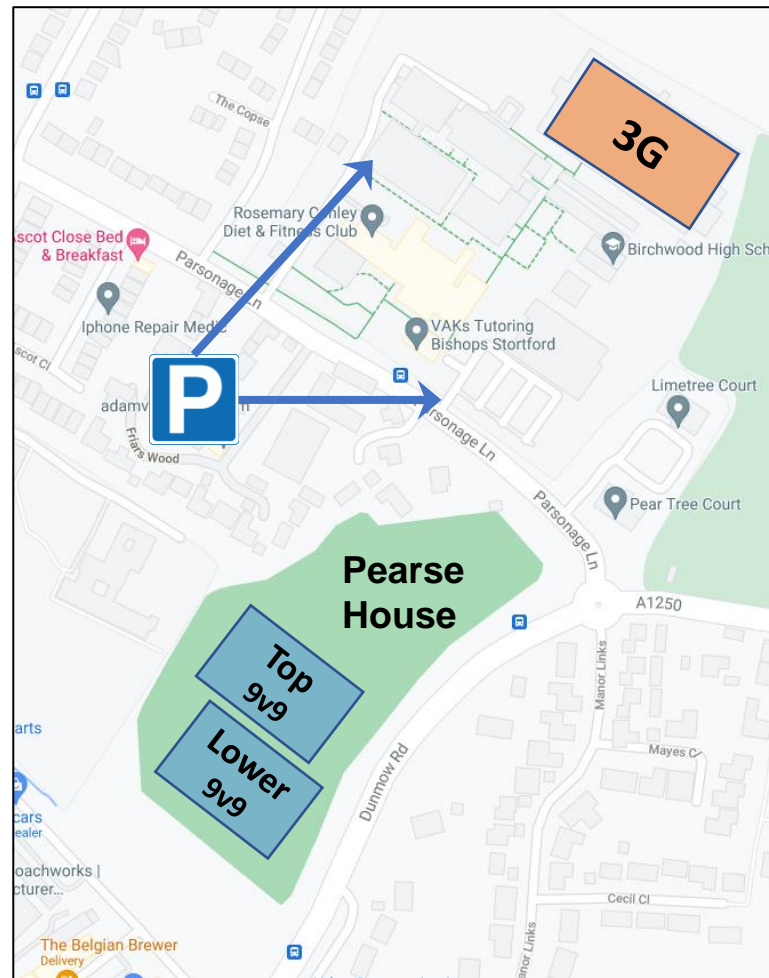 The Copse
3G
Rosemary Conley
Diet & Fitness Club
Ascot Close Bed
& Breakfast
Parsonage Ln
Birchwood High Sch
Iphone Repair Medic
VAKs Tutoring
Bishops Stortford
scot Cl
P
Limetree Court
Parsonage Ln
Friars Wood
Parsonage Ln
Pear Tree Court
Pearse
House
A1250
Top
9v9
Manor Links
Lower
9v9
Dunmow Rd
Mayes C
arts
cars
ealer
oachworks |
cturer...
Cecil Cl
Manor Links
The Belgian Brewer
Delivery